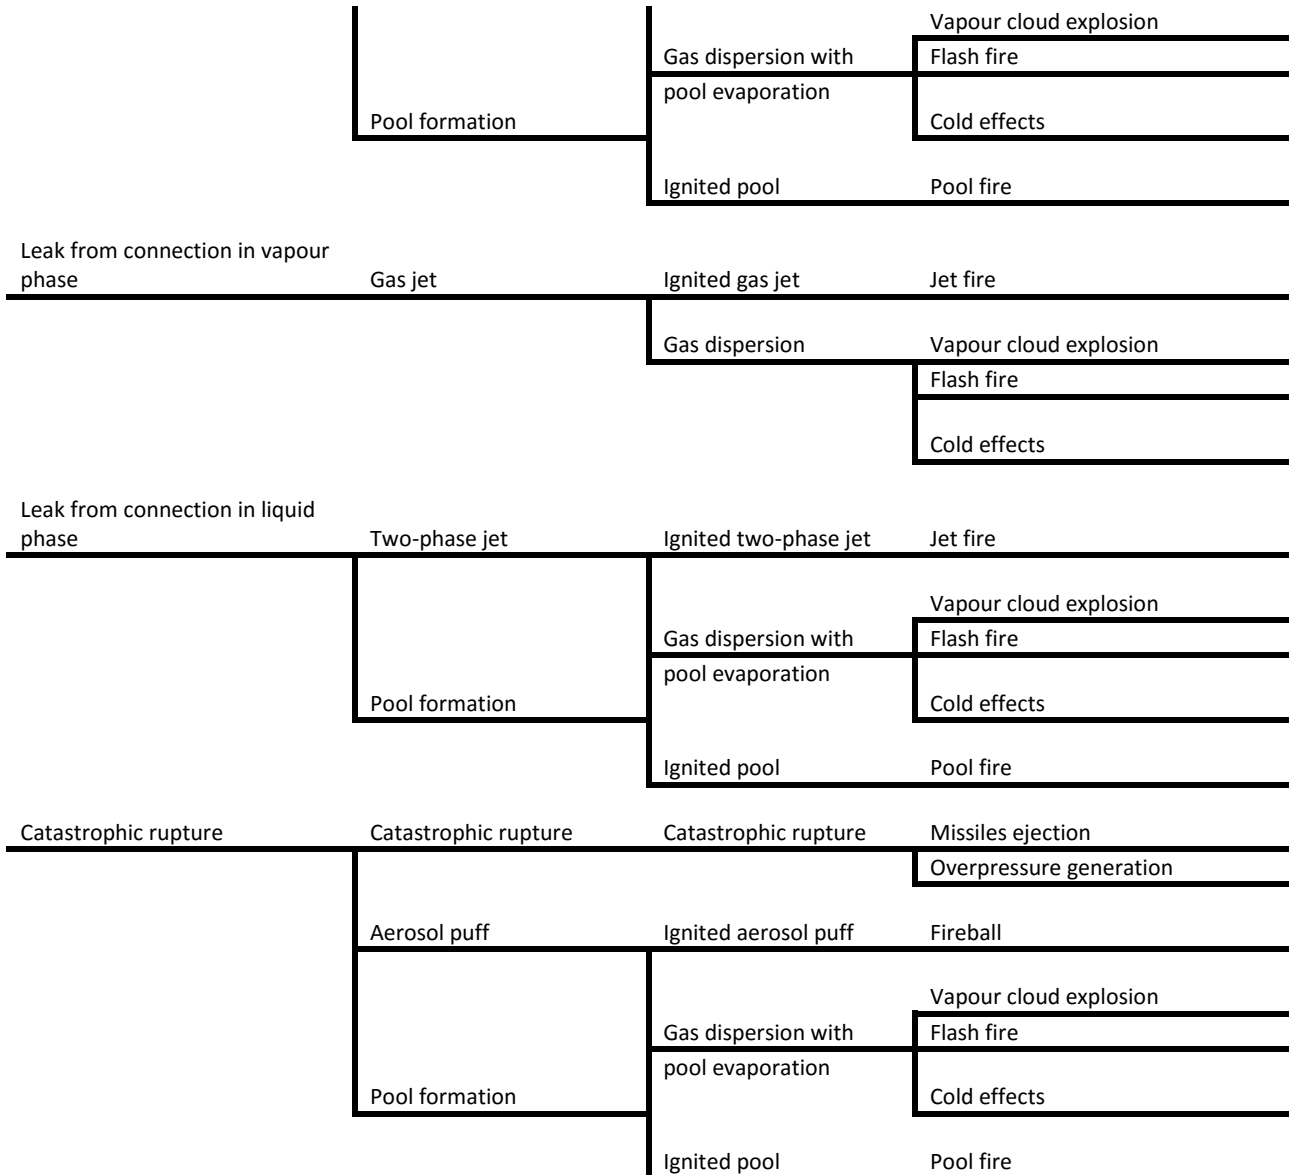 Vapour cloud explosion
Gas dispersion with Flash fire
pool evaporation
Pool formation Cold effects
Ignited pool Pool fire
Leak from connection in vapour
phase Gas jet Ignited gas jet Jet fire
Gas dispersion Vapour cloud explosion
Flash fire
Cold effects
Leak from connection in liquid
phase Two-phase jet Ignited two-phase jet Jet fire
Vapour cloud explosion
Gas dispersion with Flash fire
pool evaporation
Pool formation Cold effects
Ignited pool Pool fire
Catastrophic rupture Catastrophic rupture Catastrophic rupture Missiles ejection
Overpressure generation
Aerosol puff Ignited aerosol puff Fireball
Vapour cloud explosion
Gas dispersion with Flash fire
pool evaporation
Pool formation Cold effects
Ignited pool Pool fire